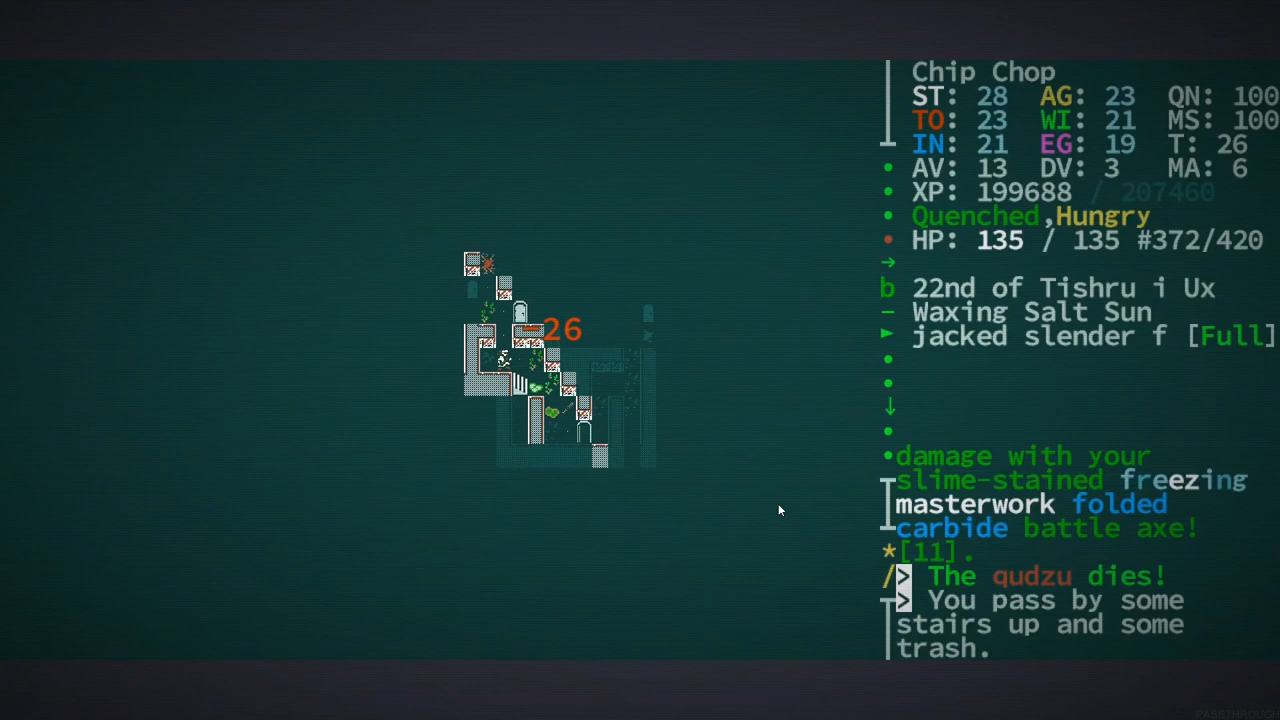 Chip Chop
ST: 28 AG: 23 QN: 100
TO: 23 WI: 21 MS: 100
IN: 21 EG: 19 T: 26
AV: 13 DV: 3 MA: 6
XP: 199688 / 207460
Quenched,Hungry
HP: 135 / 135 #372/420
b 22nd of Tishru i Ux
Waxing Salt Sun
jacked slender f [Full]
-26
damage with your
slime-stained freezing
masterwork folded
carbide battle axe!
*[11].
/> The qudzu dies!
> You pass by some
stairs up and some
trash.